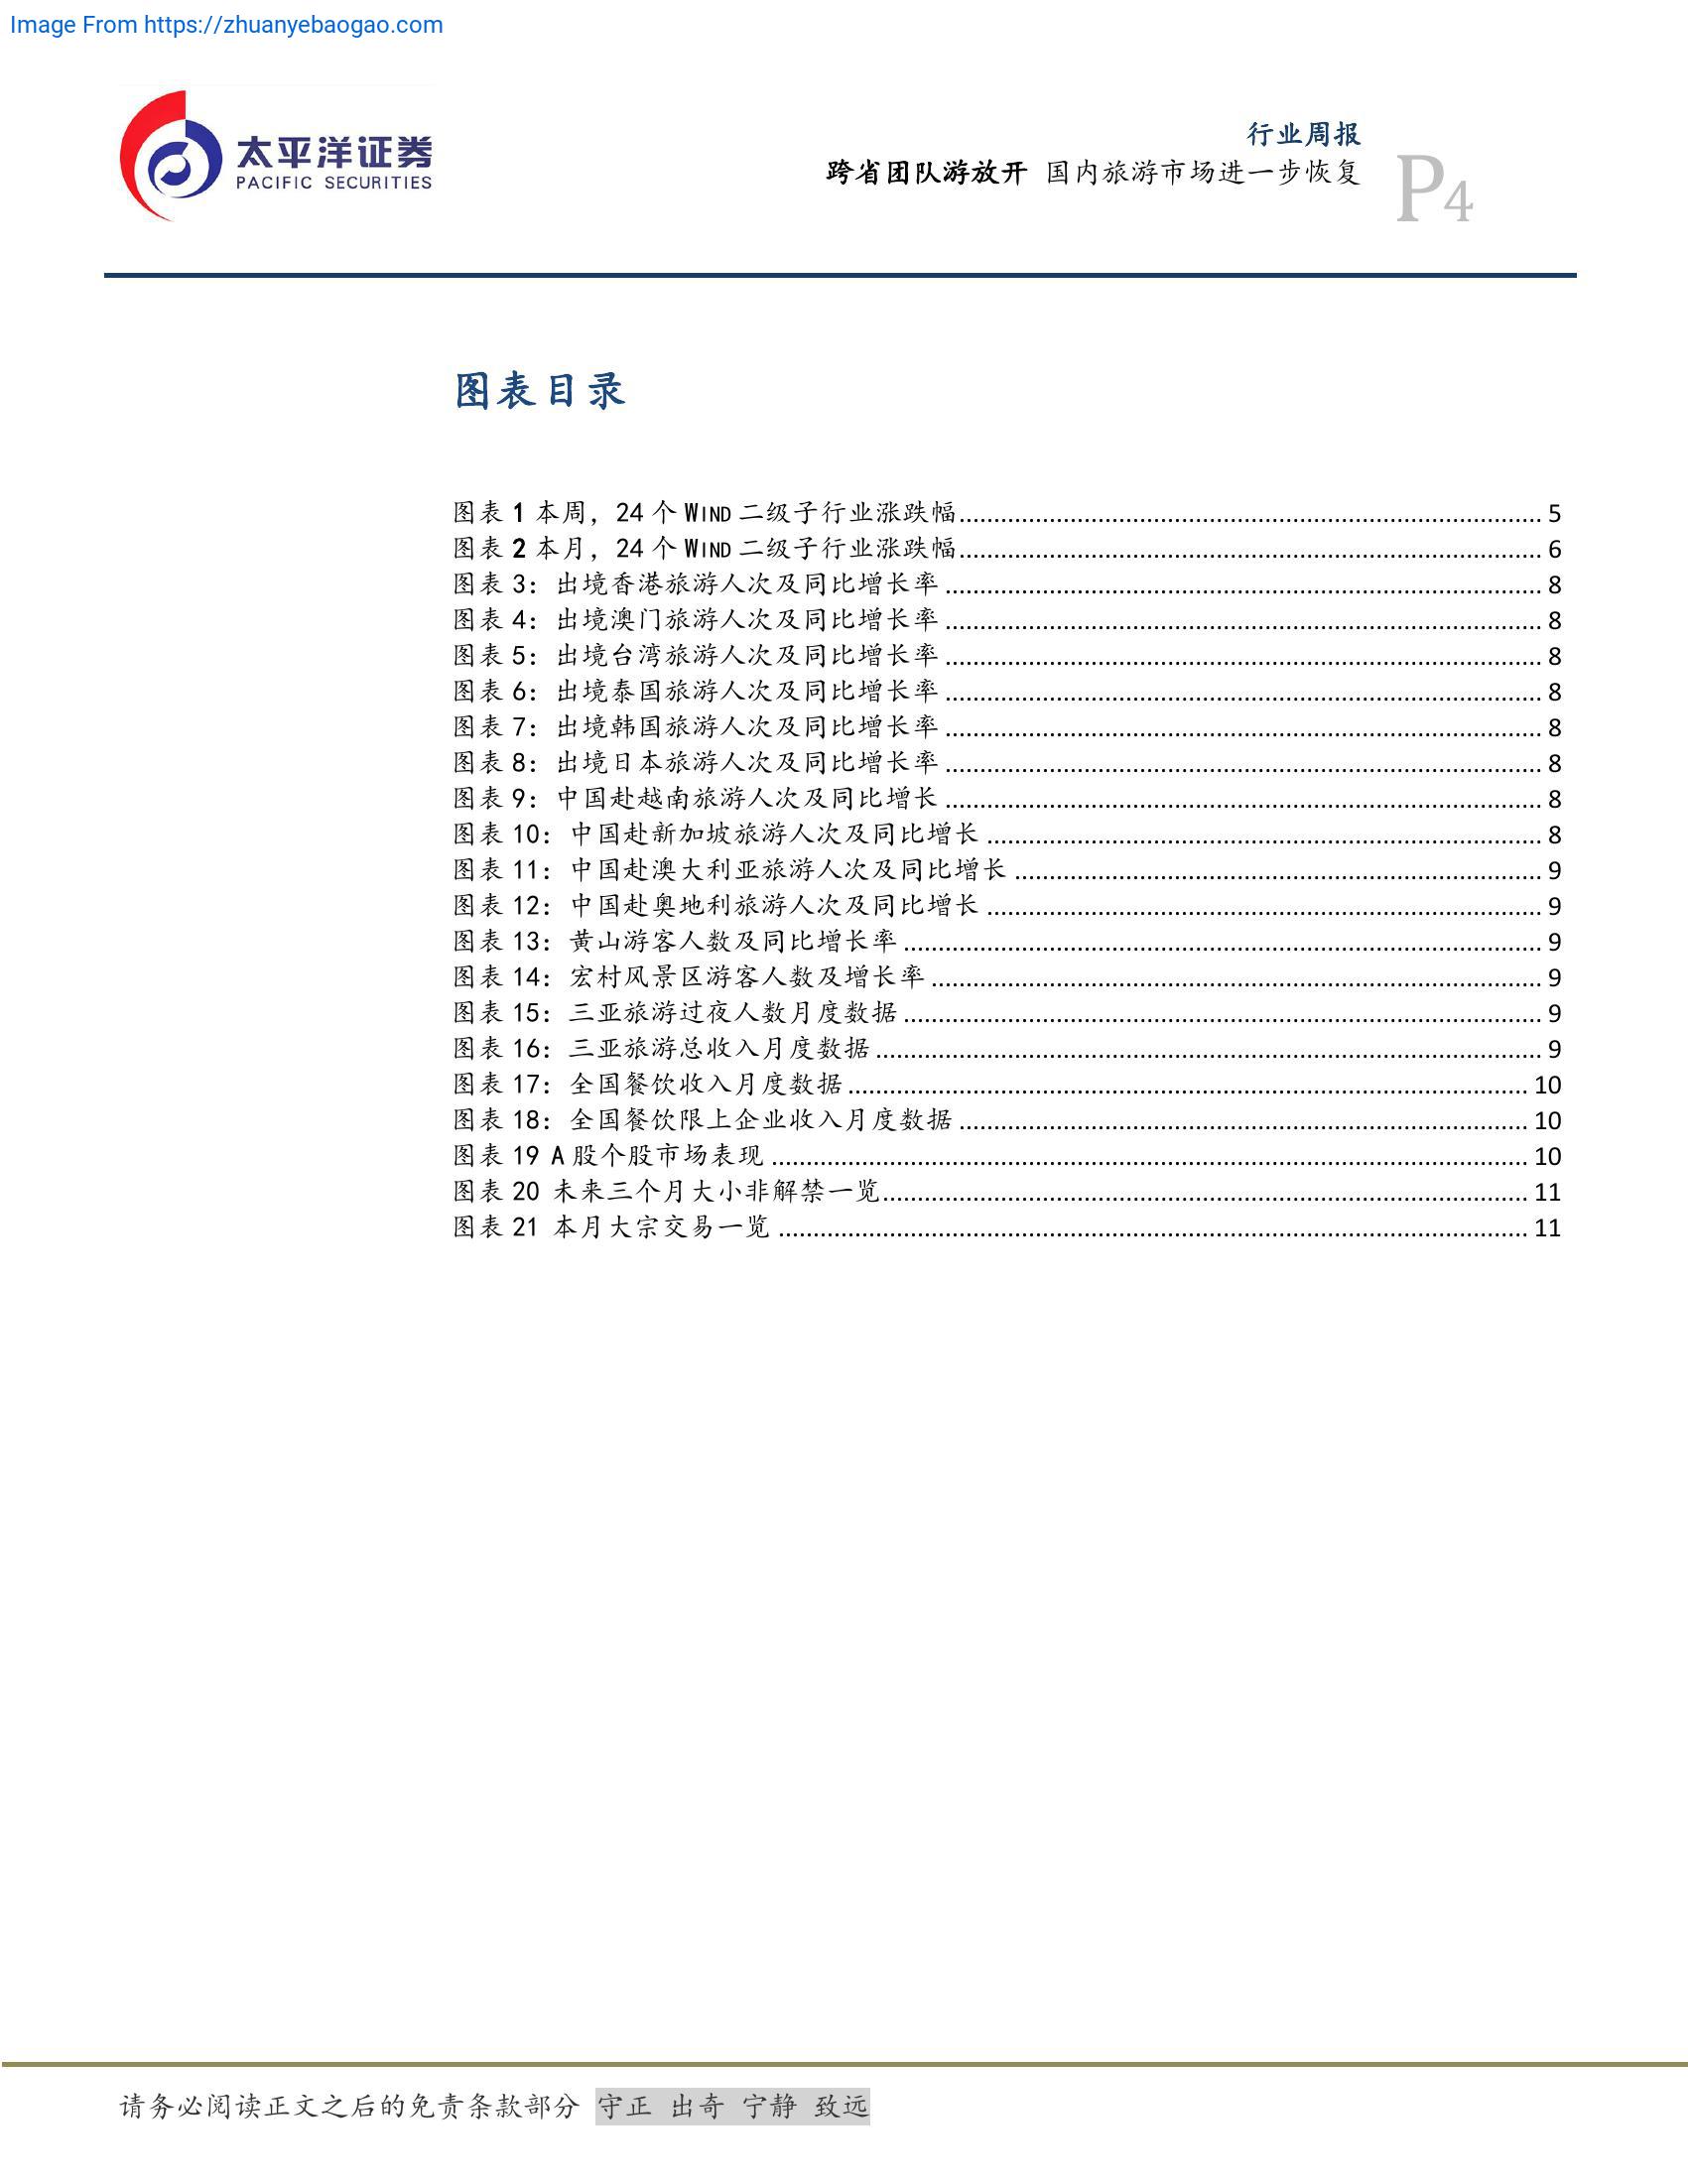 Image From https://zhuanyebaogao.com
太平洋证券
PACIFIC SECURITIES
行业周报
跨省团队游放开 国内旅游市场进一步恢复
P4
图表目录
图表 1 本周，24 个 WIND 二级子行业涨跌幅 5
图表 2 本月，24 个 WIND 二级子行业涨跌幅 6
图表 3：出境香港旅游人次及同比增长率 8
图表 4：出境澳门旅游人次及同比增长率 8
图表 5：出境台湾旅游人次及同比增长率 8
图表 6：出境泰国旅游人次及同比增长率 8
图表 7：出境韩国旅游人次及同比增长率 8
图表 8：出境日本旅游人次及同比增长率 8
图表 9：中国赴越南旅游人次及同比增长 8
图表 10：中国赴新加坡旅游人次及同比增长 8
图表 11：中国赴澳大利亚旅游人次及同比增长 9
图表 12：中国赴奥地利旅游人次及同比增长 9
图表 13：黄山游客人数及同比增长率 9
图表 14：宏村风景区游客人数及增长率 9
图表 15：三亚旅游过夜人数月度数据 9
图表 16：三亚旅游总收入月度数据 9
图表 17：全国餐饮收入月度数据 10
图表 18：全国餐饮限上企业收入月度数据 10
图表 19 A 股个股市场表现 10
图表 20 未来三个月大小非解禁一览 11
图表 21 本月大宗交易一览 11
请务必阅读正文之后的免责条款部分 守正 出奇 宁静 致远